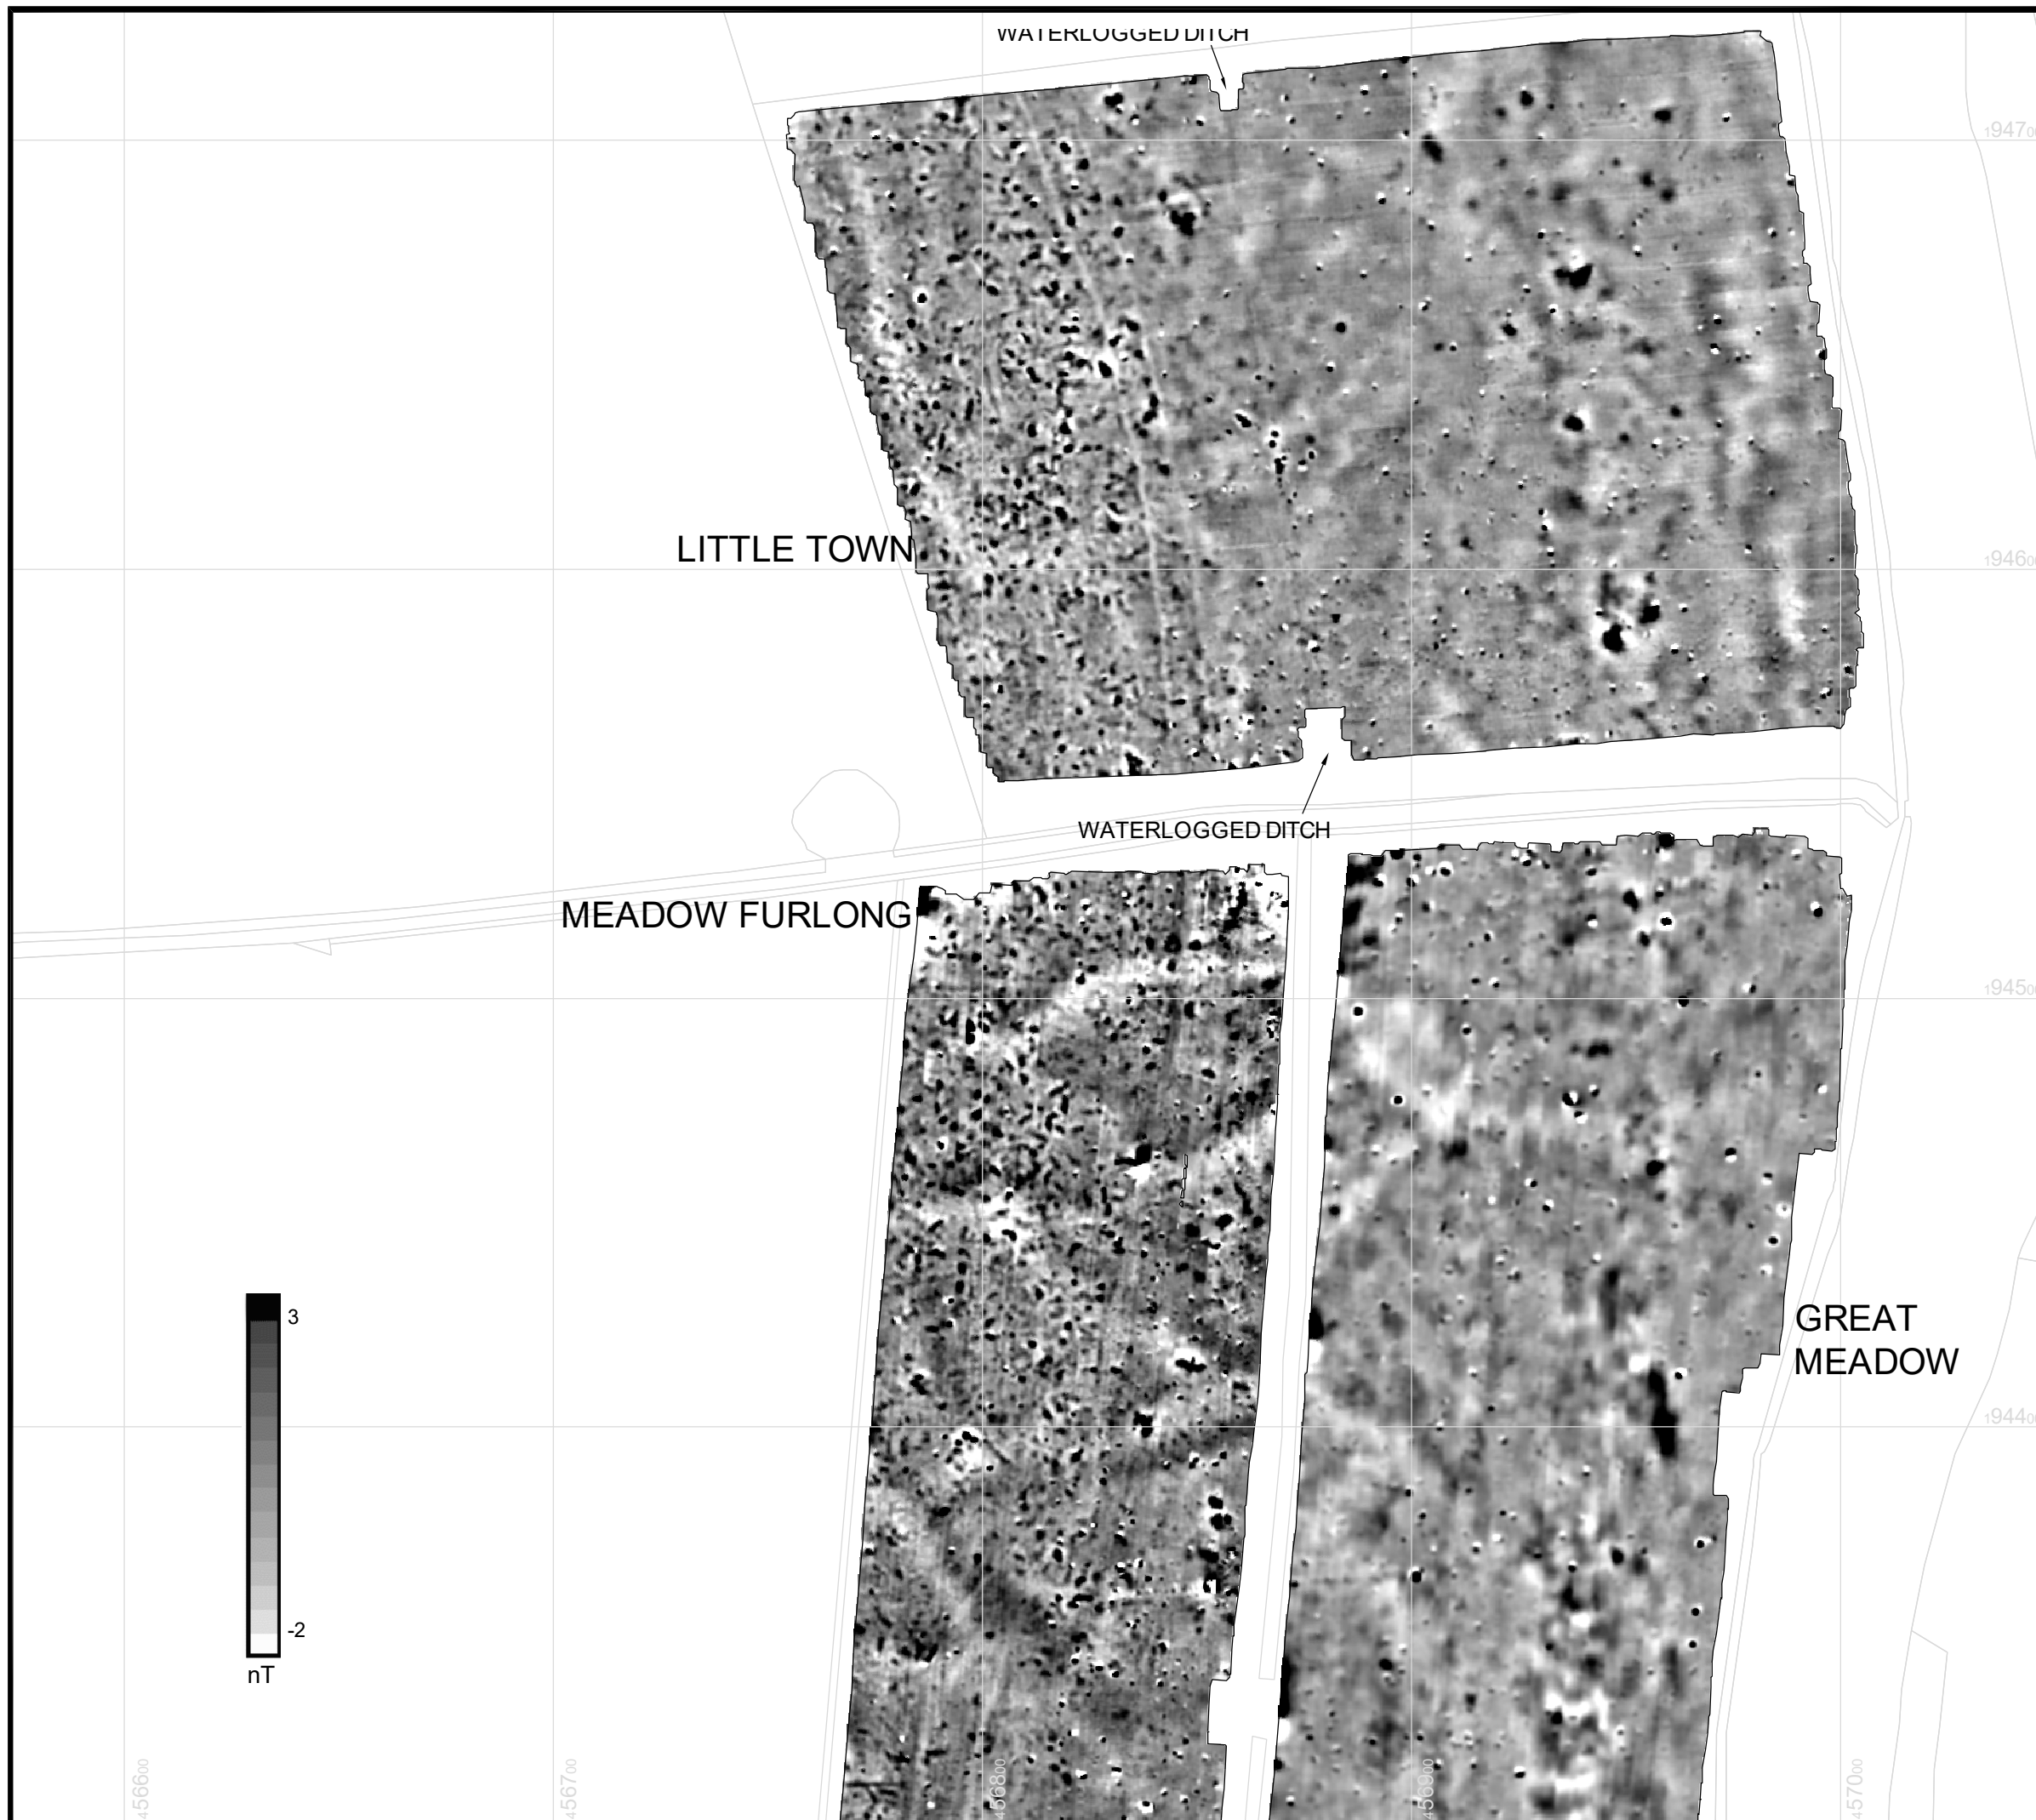 WATERLOGGED DITCH
194700
LITTLE TOWN
194600
WATERLOGGED DITCH
MEADOW FURLONG
194500
3
GREAT
MEADOW
194400
-2
nT
456600
456700
456800
456900
457000